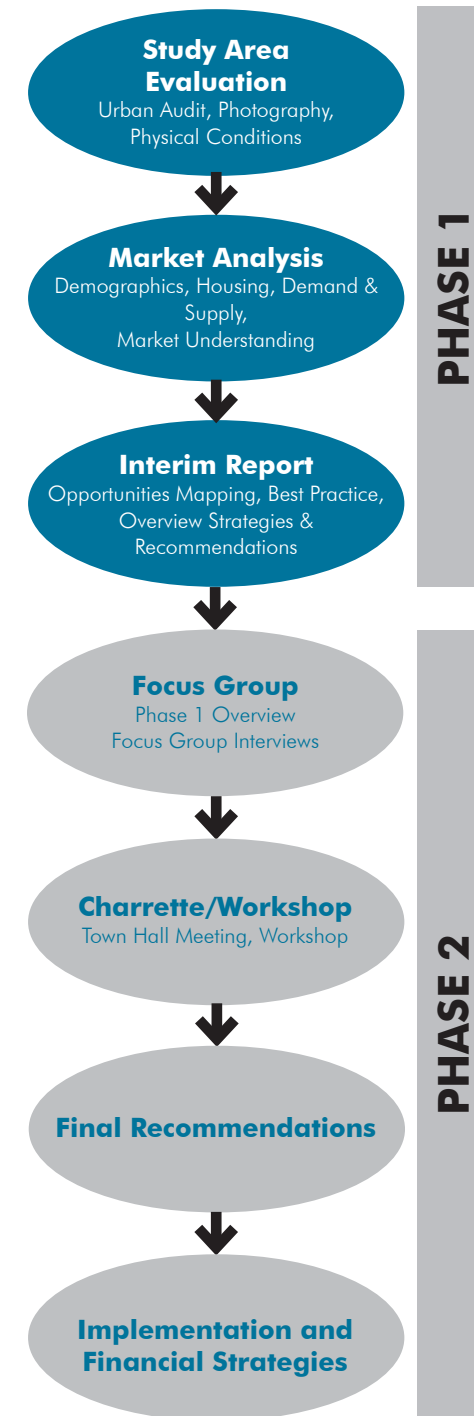 Study Area
Evaluation
Urban Audit, Photography,
Physical Conditions
Market Analysis
Demographics, Housing, Demand &
Supply,
Market Understanding
Interim Report
Opportunities Mapping, Best Practice,
Overview Strategies &
Recommendations
PHASE 1
Focus Group
Phase 1 Overview
Focus Group Interviews
Charrette/Workshop
Town Hall Meeting, Workshop
Final Recommendations
Implementation and
Financial Strategies
PHASE 2